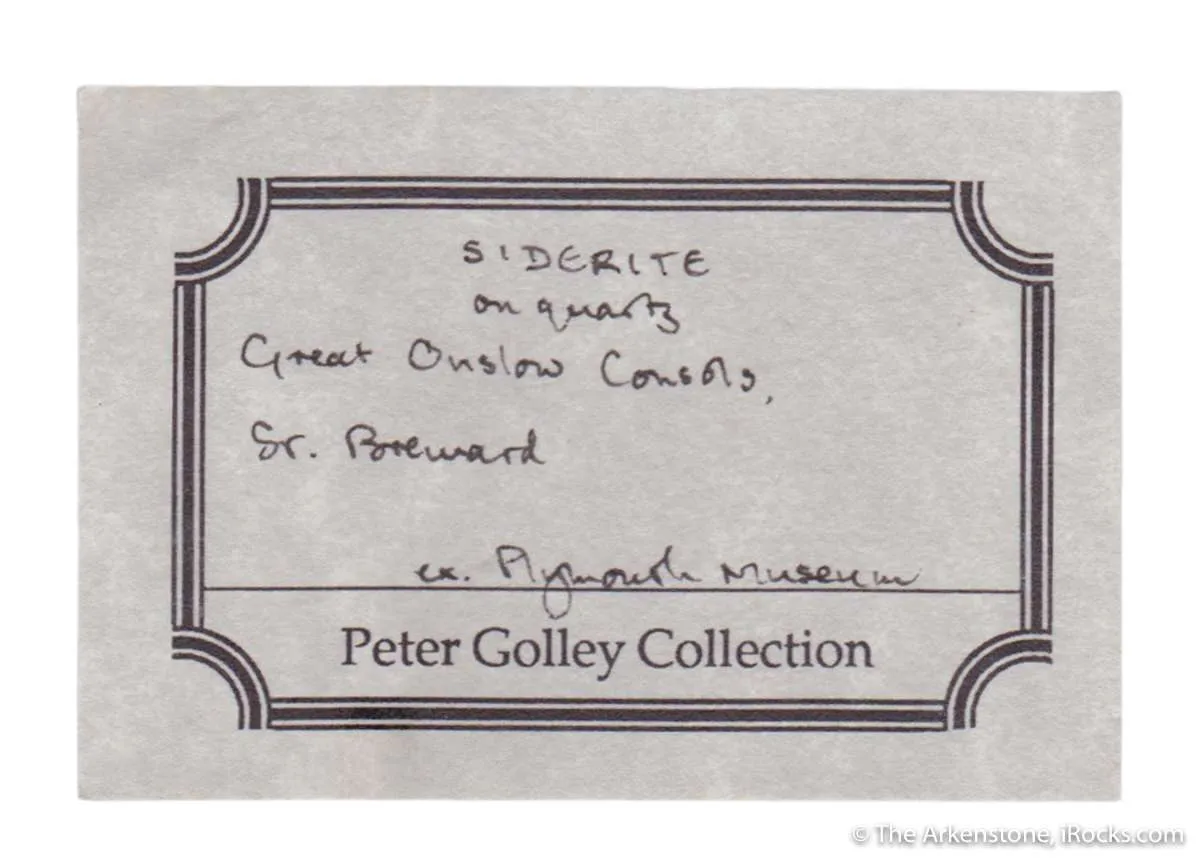 SIDERITE
on quartz
Great Onslow Consols,
St. Breward
ex. Plymouth Museum
Peter Golley Collection
© The Arkenstone, iRocks.com